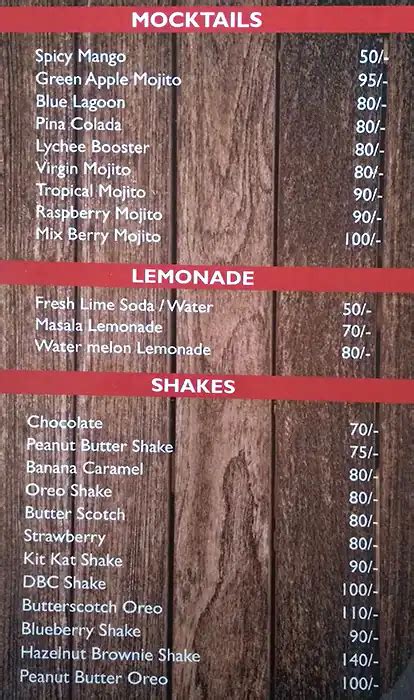 MOCKTAILS
Spicy Mango 50/-
Green Apple Mojito 95/-
Blue Lagoon 80/-
Pina Colada 80/-
Lychee Booster 80/-
Virgin Mojito 80/-
Tropical Mojito 90/-
Raspberry Mojito 90/-
Mix Berry Mojito 100/-
LEMONADE
Fresh Lime Soda / Water 50/-
Masala Lemonade 70/-
Water melon Lemonade 80/-
SHAKES
Chocolate 70/-
Peanut Butter Shake 75/-
Banana Caramel 80/-
Oreo Shake 80/-
Butter Scotch 80/-
Strawberry 80/-
Kit Kat Shake 90/-
DBC Shake 100/-
Butterscotch Oreo 110/-
Blueberry Shake 90/-
Hazelnut Brownie Shake 140/-
Peanut Butter Oreo 100/-